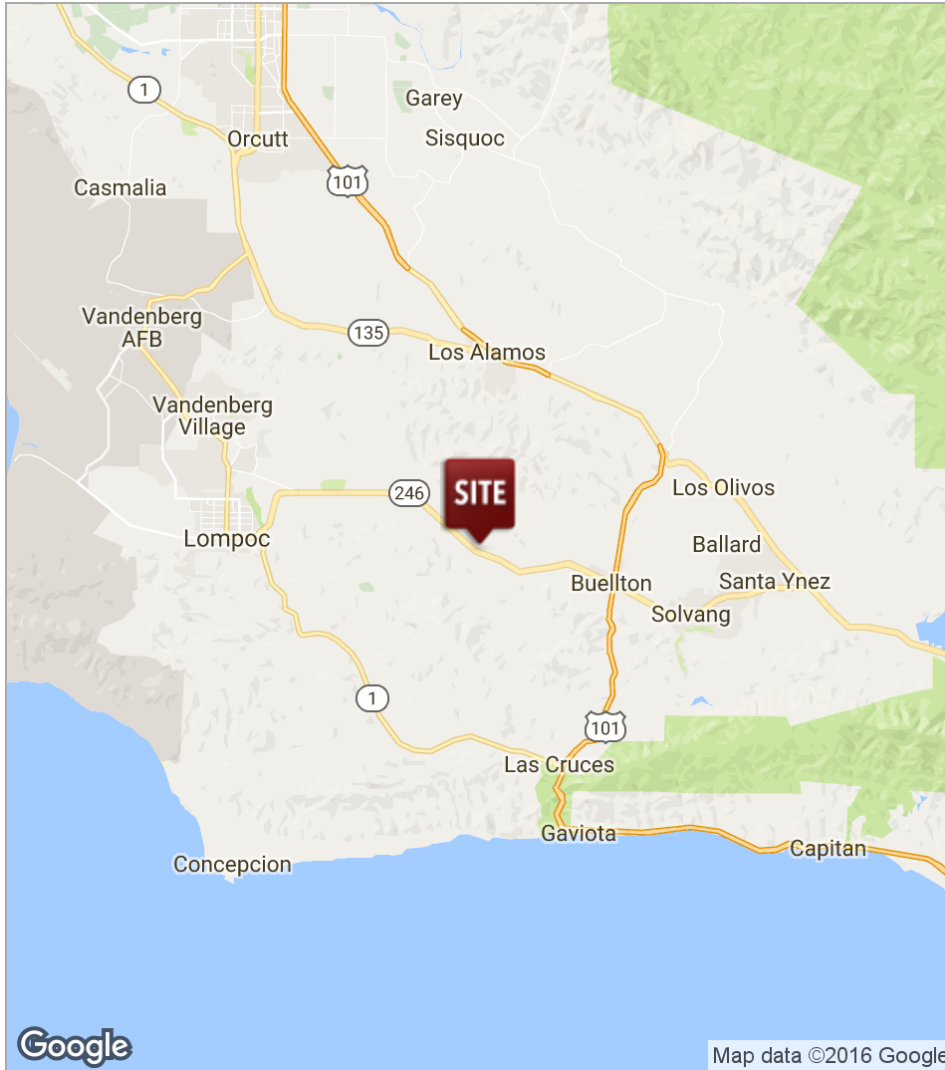 Garey
1
Orcutt
Sisquoc
101
Casmalia
Vandenberg
AFB
135
Los Alamos
Vandenberg
Village
246
SITE
Los Olivos
Lompoc
Ballard
Buellton
Santa Ynez
Solvang
1
101
Las Cruces
Gaviota
Capitan
Concepcion
Google
Map data ©2016 Google